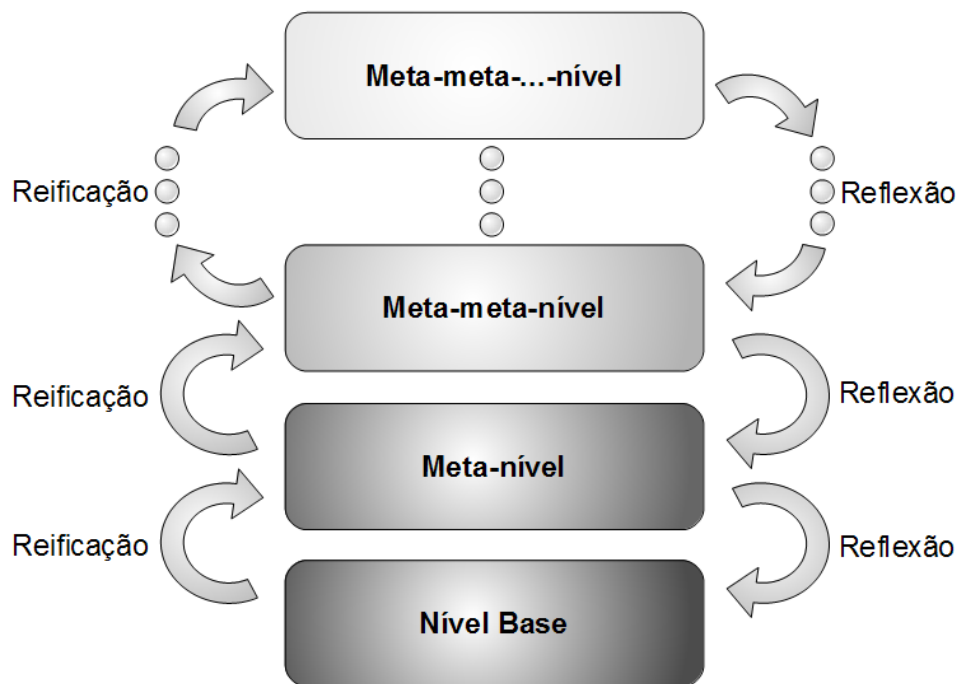 Meta-meta-...-nível
Reificação
Reflexão
Meta-meta-nível
Reificação
Reflexão
Meta-nível
Reificação
Reflexão
Nível Base